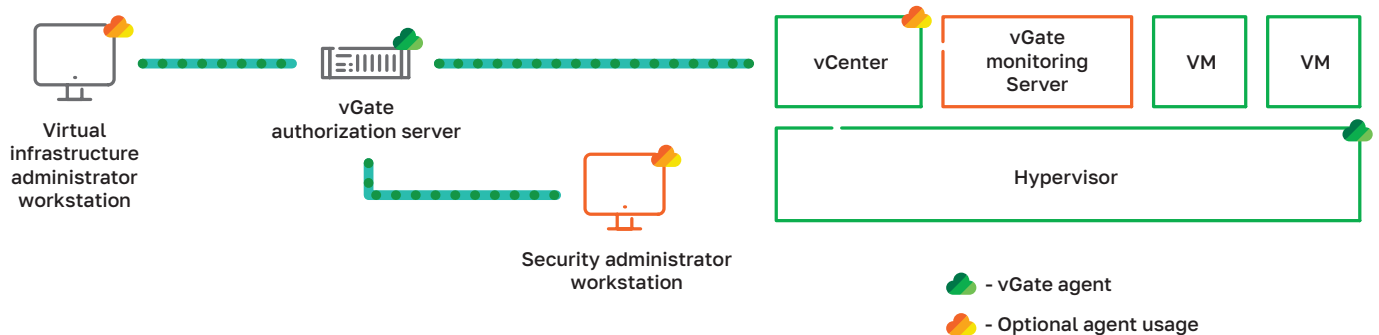 Virtual
infrastructure
administrator
workstation
vGate
authorization server
Security administrator
workstation
vCenter
vGate
monitoring
Server
VM
VM
Hypervisor
- vGate agent
- Optional agent usage